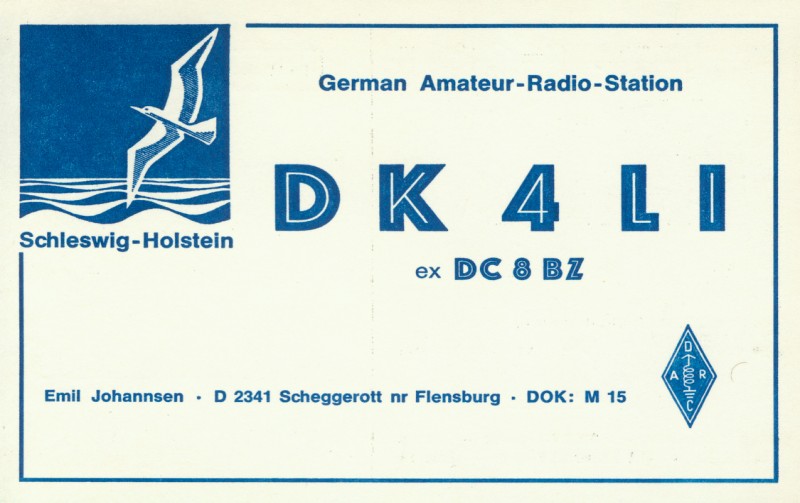 German Amateur-Radio-Station
DK 4 LI
ex DC 8 BZ
Schleswig-Holstein
Emil Johannsen · D 2341 Scheggerott nr Flensburg · DOK: M 15
D
A R
C